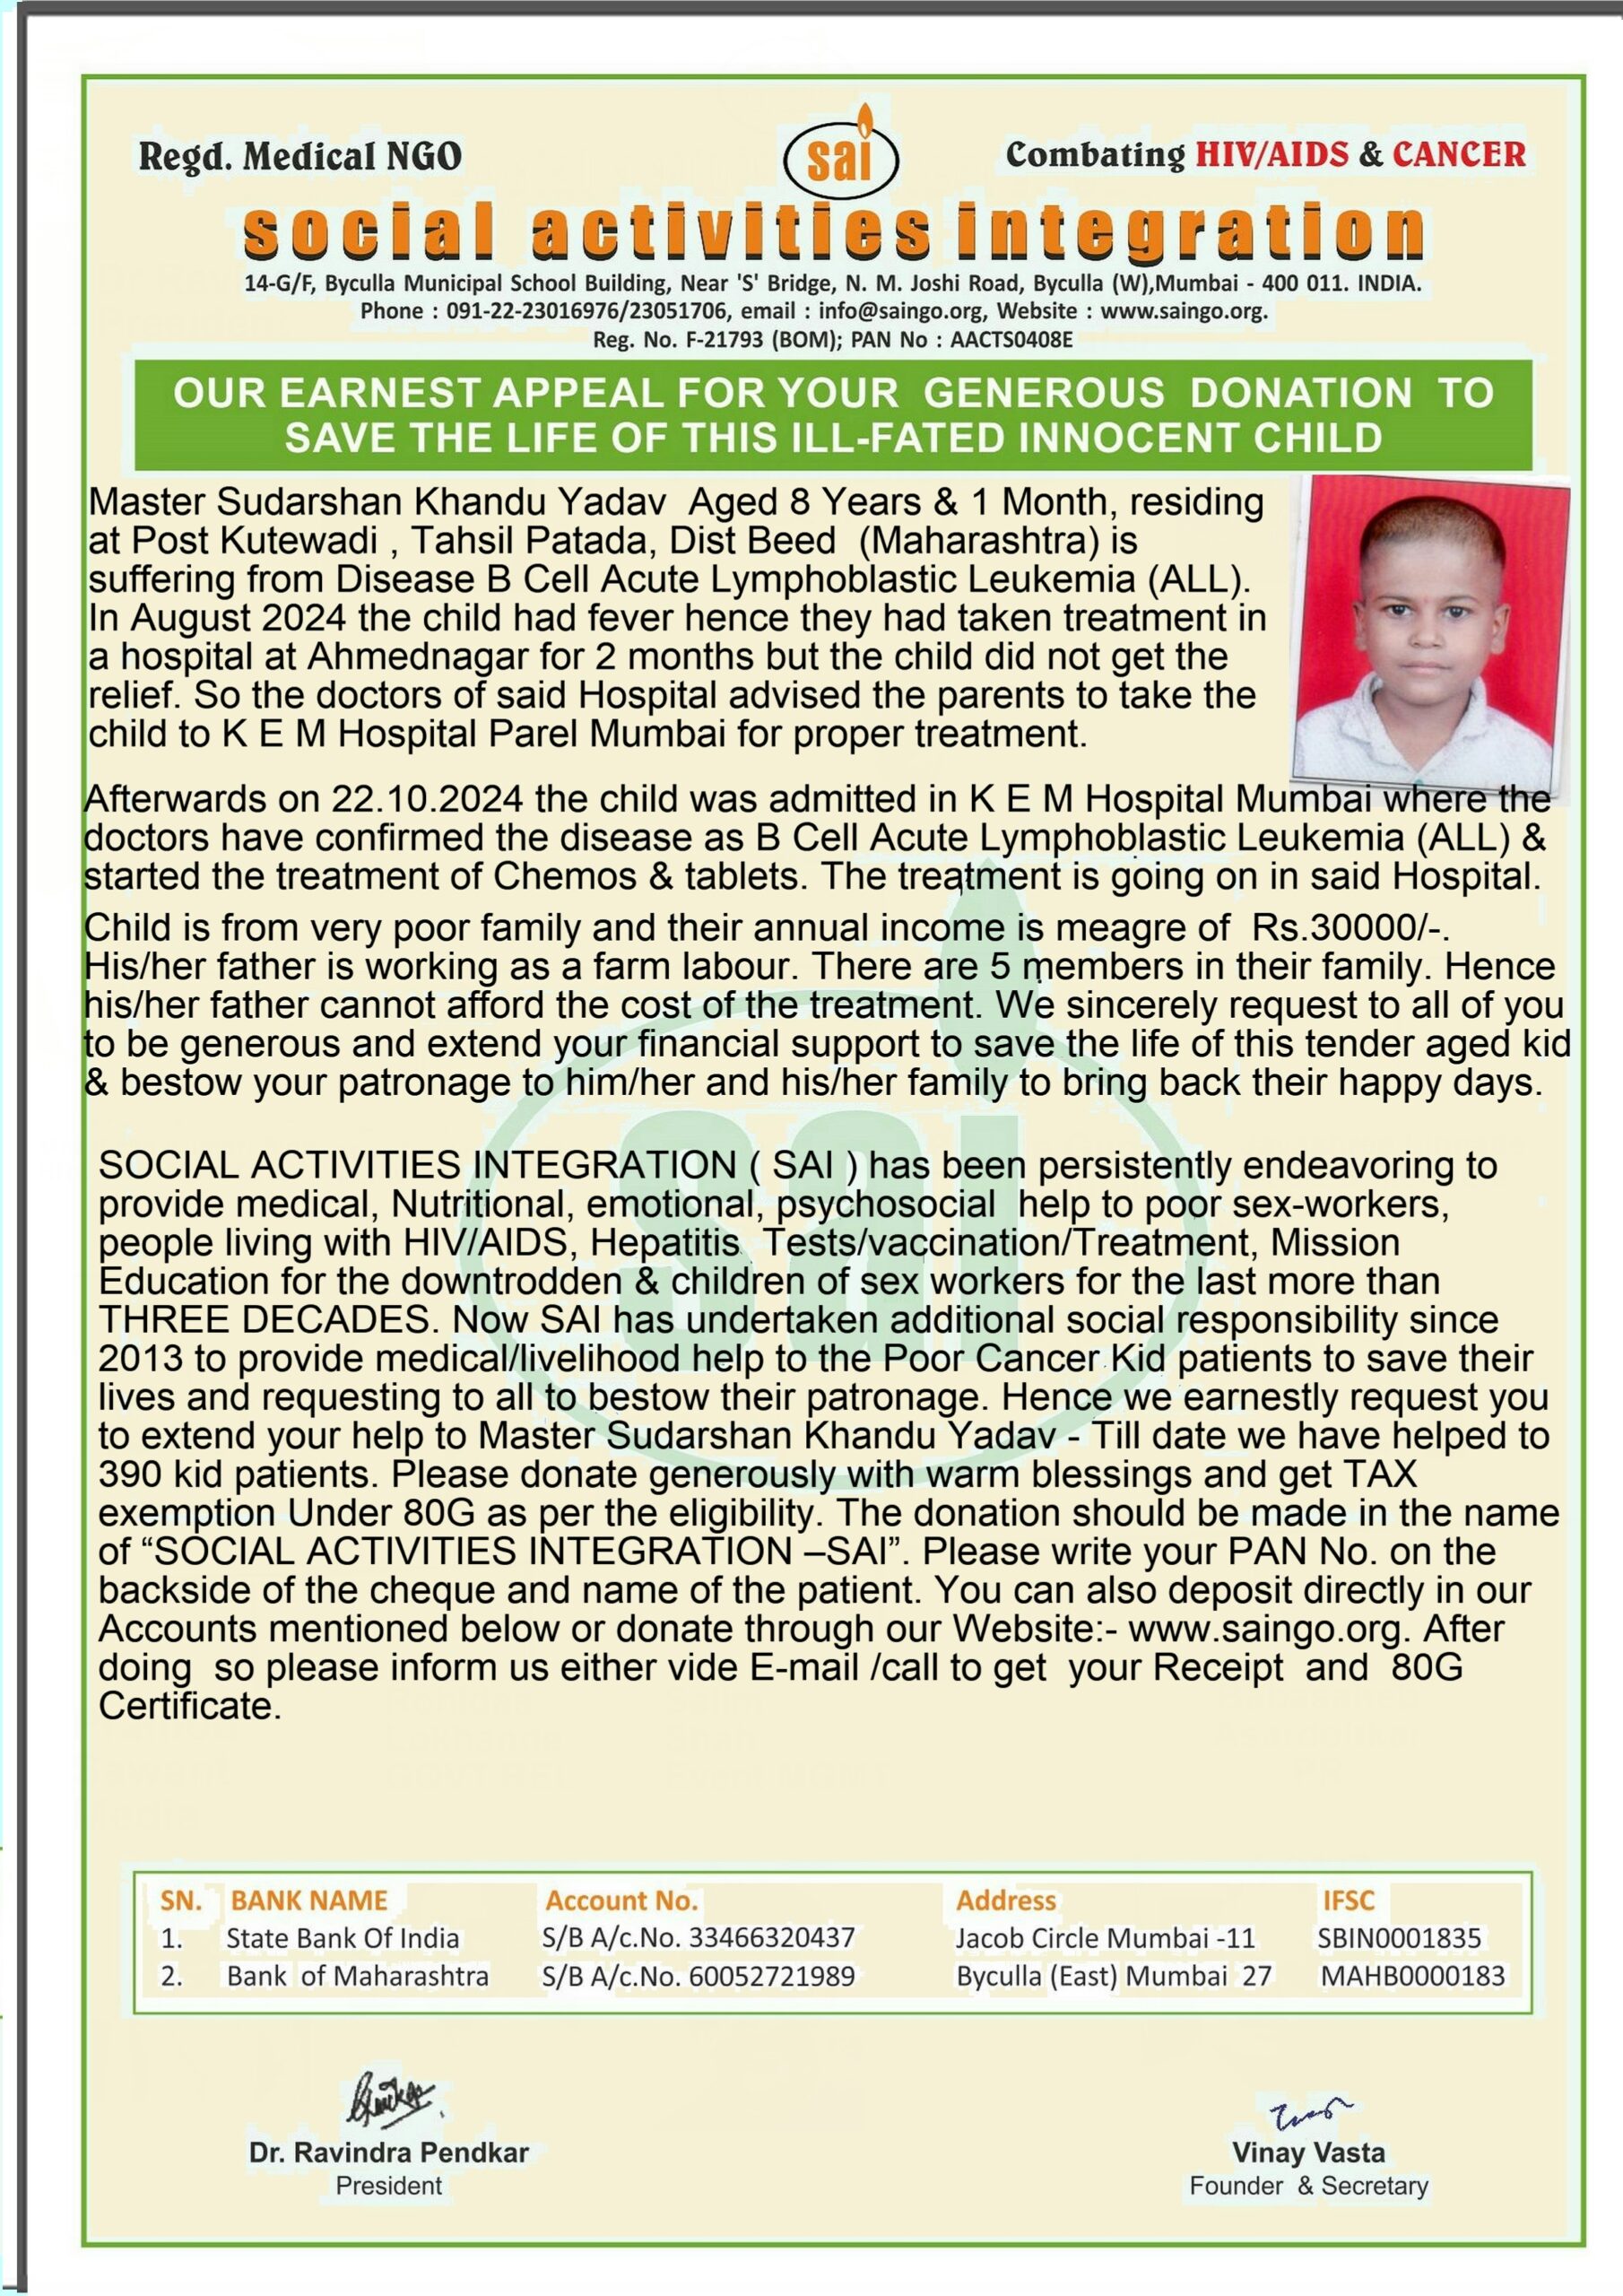 Regd. Medical NGO
sai
Combating HIV/AIDS & CANCER
social activities integration
14-G/F, Byculla Municipal School Building, Near 'S' Bridge, N. M. Joshi Road, Byculla (W),Mumbai - 400 011. INDIA.
Phone : 091-22-23016976/23051706, email : info@saingo.org, Website : www.saingo.org.
Reg. No. F-21793 (BOM); PAN No : AACTS0408E
OUR EARNEST APPEAL FOR YOUR GENEROUS DONATION TO
SAVE THE LIFE OF THIS ILL-FATED INNOCENT CHILD
Master Sudarshan Khandu Yadav Aged 8 Years & 1 Month, residing
at Post Kutewadi , Tahsil Patada, Dist Beed (Maharashtra) is
suffering from Disease B Cell Acute Lymphoblastic Leukemia (ALL).
In August 2024 the child had fever hence they had taken treatment in
a hospital at Ahmednagar for 2 months but the child did not get the
relief. So the doctors of said Hospital advised the parents to take the
child to K E M Hospital Parel Mumbai for proper treatment.
Afterwards on 22.10.2024 the child was admitted in K E M Hospital Mumbai where the
doctors have confirmed the disease as B Cell Acute Lymphoblastic Leukemia (ALL) &
started the treatment of Chemos & tablets. The treatment is going on in said Hospital.
Child is from very poor family and their annual income is meagre of Rs.30000/-.
His/her father is working as a farm labour. There are 5 members in their family. Hence
his/her father cannot afford the cost of the treatment. We sincerely request to all of you
to be generous and extend your financial support to save the life of this tender aged kid
& bestow your patronage to him/her and his/her family to bring back their happy days.
sai
SOCIAL ACTIVITIES INTEGRATION ( SAI ) has been persistently endeavoring to
provide medical, Nutritional, emotional, psychosocial help to poor sex-workers,
people living with HIV/AIDS, Hepatitis Tests/vaccination/Treatment, Mission
Education for the downtrodden & children of sex workers for the last more than
THREE DECADES. Now SAI has undertaken additional social responsibility since
2013 to provide medical/livelihood help to the Poor Cancer Kid patients to save their
lives and requesting to all to bestow their patronage. Hence we earnestly request you
to extend your help to Master Sudarshan Khandu Yadav - Till date we have helped to
390 kid patients. Please donate generously with warm blessings and get TAX
exemption Under 80G as per the eligibility. The donation should be made in the name
of “SOCIAL ACTIVITIES INTEGRATION –SAI”. Please write your PAN No. on the
backside of the cheque and name of the patient. You can also deposit directly in our
Accounts mentioned below or donate through our Website:- www.saingo.org. After
doing so please inform us either vide E-mail /call to get your Receipt and 80G
Certificate.
SN. BANK NAME Account No. Address IFSC
1. State Bank Of India S/B A/c.No. 33466320437 Jacob Circle Mumbai -11 SBIN0001835
2. Bank of Maharashtra S/B A/c.No. 60052721989 Byculla (East) Mumbai 27 MAHB0000183
Dr. Ravindra Pendkar
President
Vinay Vasta
Founder & Secretary